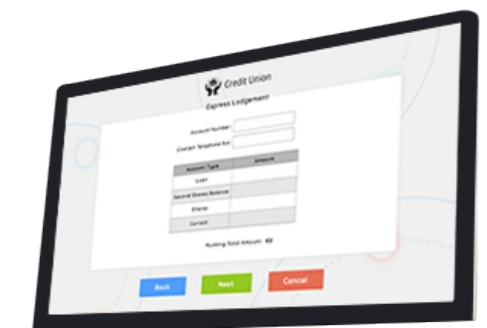 Credit Union
Express Lodgement
Account Number:
Contact Telephone No:
Account Type Amount
Loan
Second Shares Balance
Shares
Current
Running Total Amount: €0
Back Next Cancel